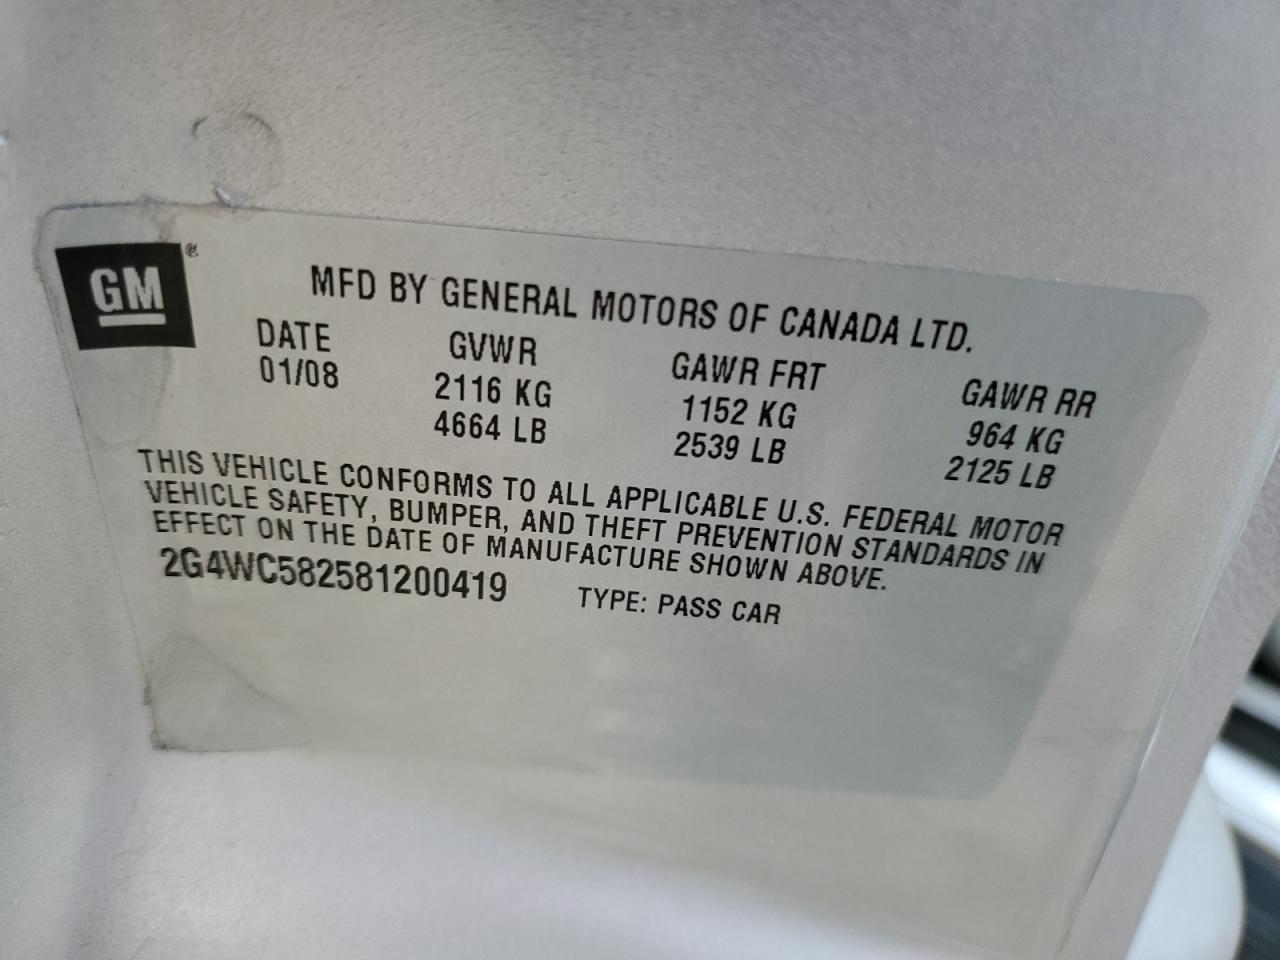 GM ®
MFD BY GENERAL MOTORS OF CANADA LTD.
DATE GVWR GAWR FRT GAWR RR
01/08 2116 KG 1152 KG 964 KG
4664 LB 2539 LB 2125 LB
THIS VEHICLE CONFORMS TO ALL APPLICABLE U.S. FEDERAL MOTOR
VEHICLE SAFETY, BUMPER, AND THEFT PREVENTION STANDARDS IN
EFFECT ON THE DATE OF MANUFACTURE SHOWN ABOVE.
2G4WC582581200419 TYPE: PASS CAR